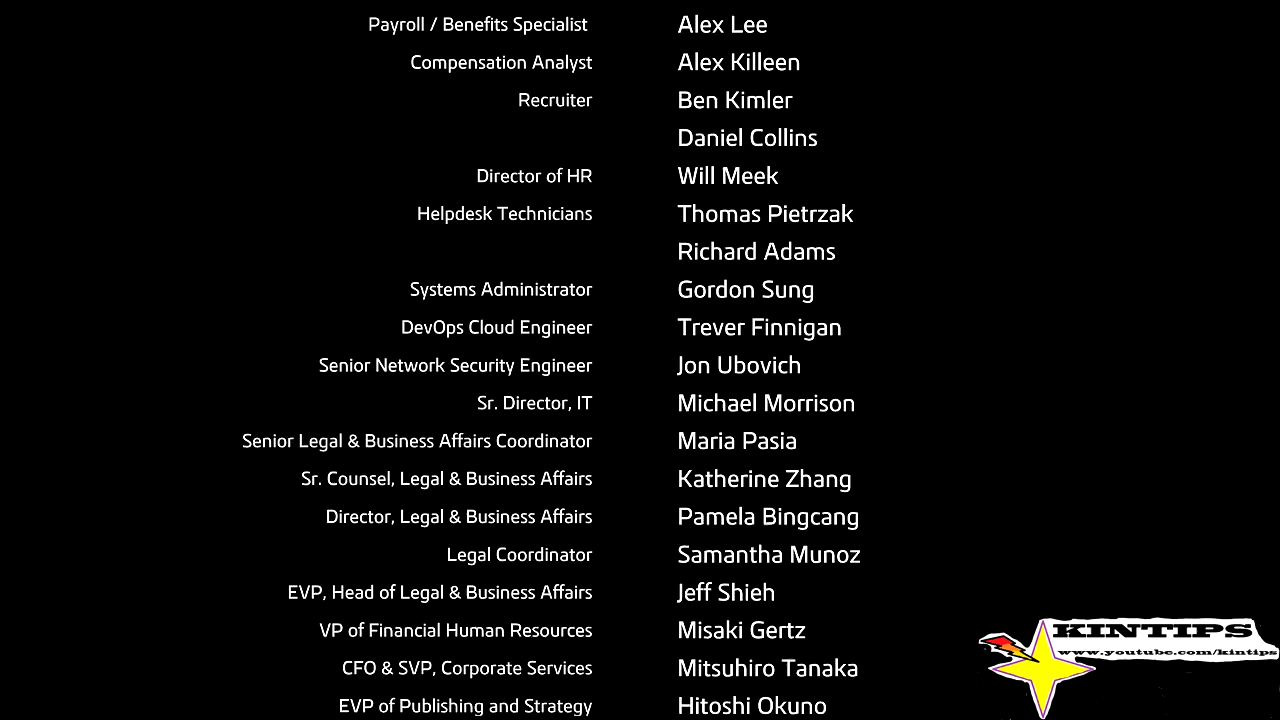 Payroll / Benefits Specialist Alex Lee
Compensation Analyst Alex Killeen
Recruiter Ben Kimler
Daniel Collins
Director of HR Will Meek
Helpdesk Technicians Thomas Pietrzak
Richard Adams
Systems Administrator Gordon Sung
DevOps Cloud Engineer Trever Finnigan
Senior Network Security Engineer Jon Ubovich
Sr. Director, IT Michael Morrison
Senior Legal & Business Affairs Coordinator Maria Pasia
Sr. Counsel, Legal & Business Affairs Katherine Zhang
Director, Legal & Business Affairs Pamela Bingcang
Legal Coordinator Samantha Munoz
EVP, Head of Legal & Business Affairs Jeff Shieh
VP of Financial Human Resources Misaki Gertz
CFO & SVP, Corporate Services Mitsuhiro Tanaka
EVP of Publishing and Strategy Hitoshi Okuno
KINTIPS
www.youtube.com/kintips